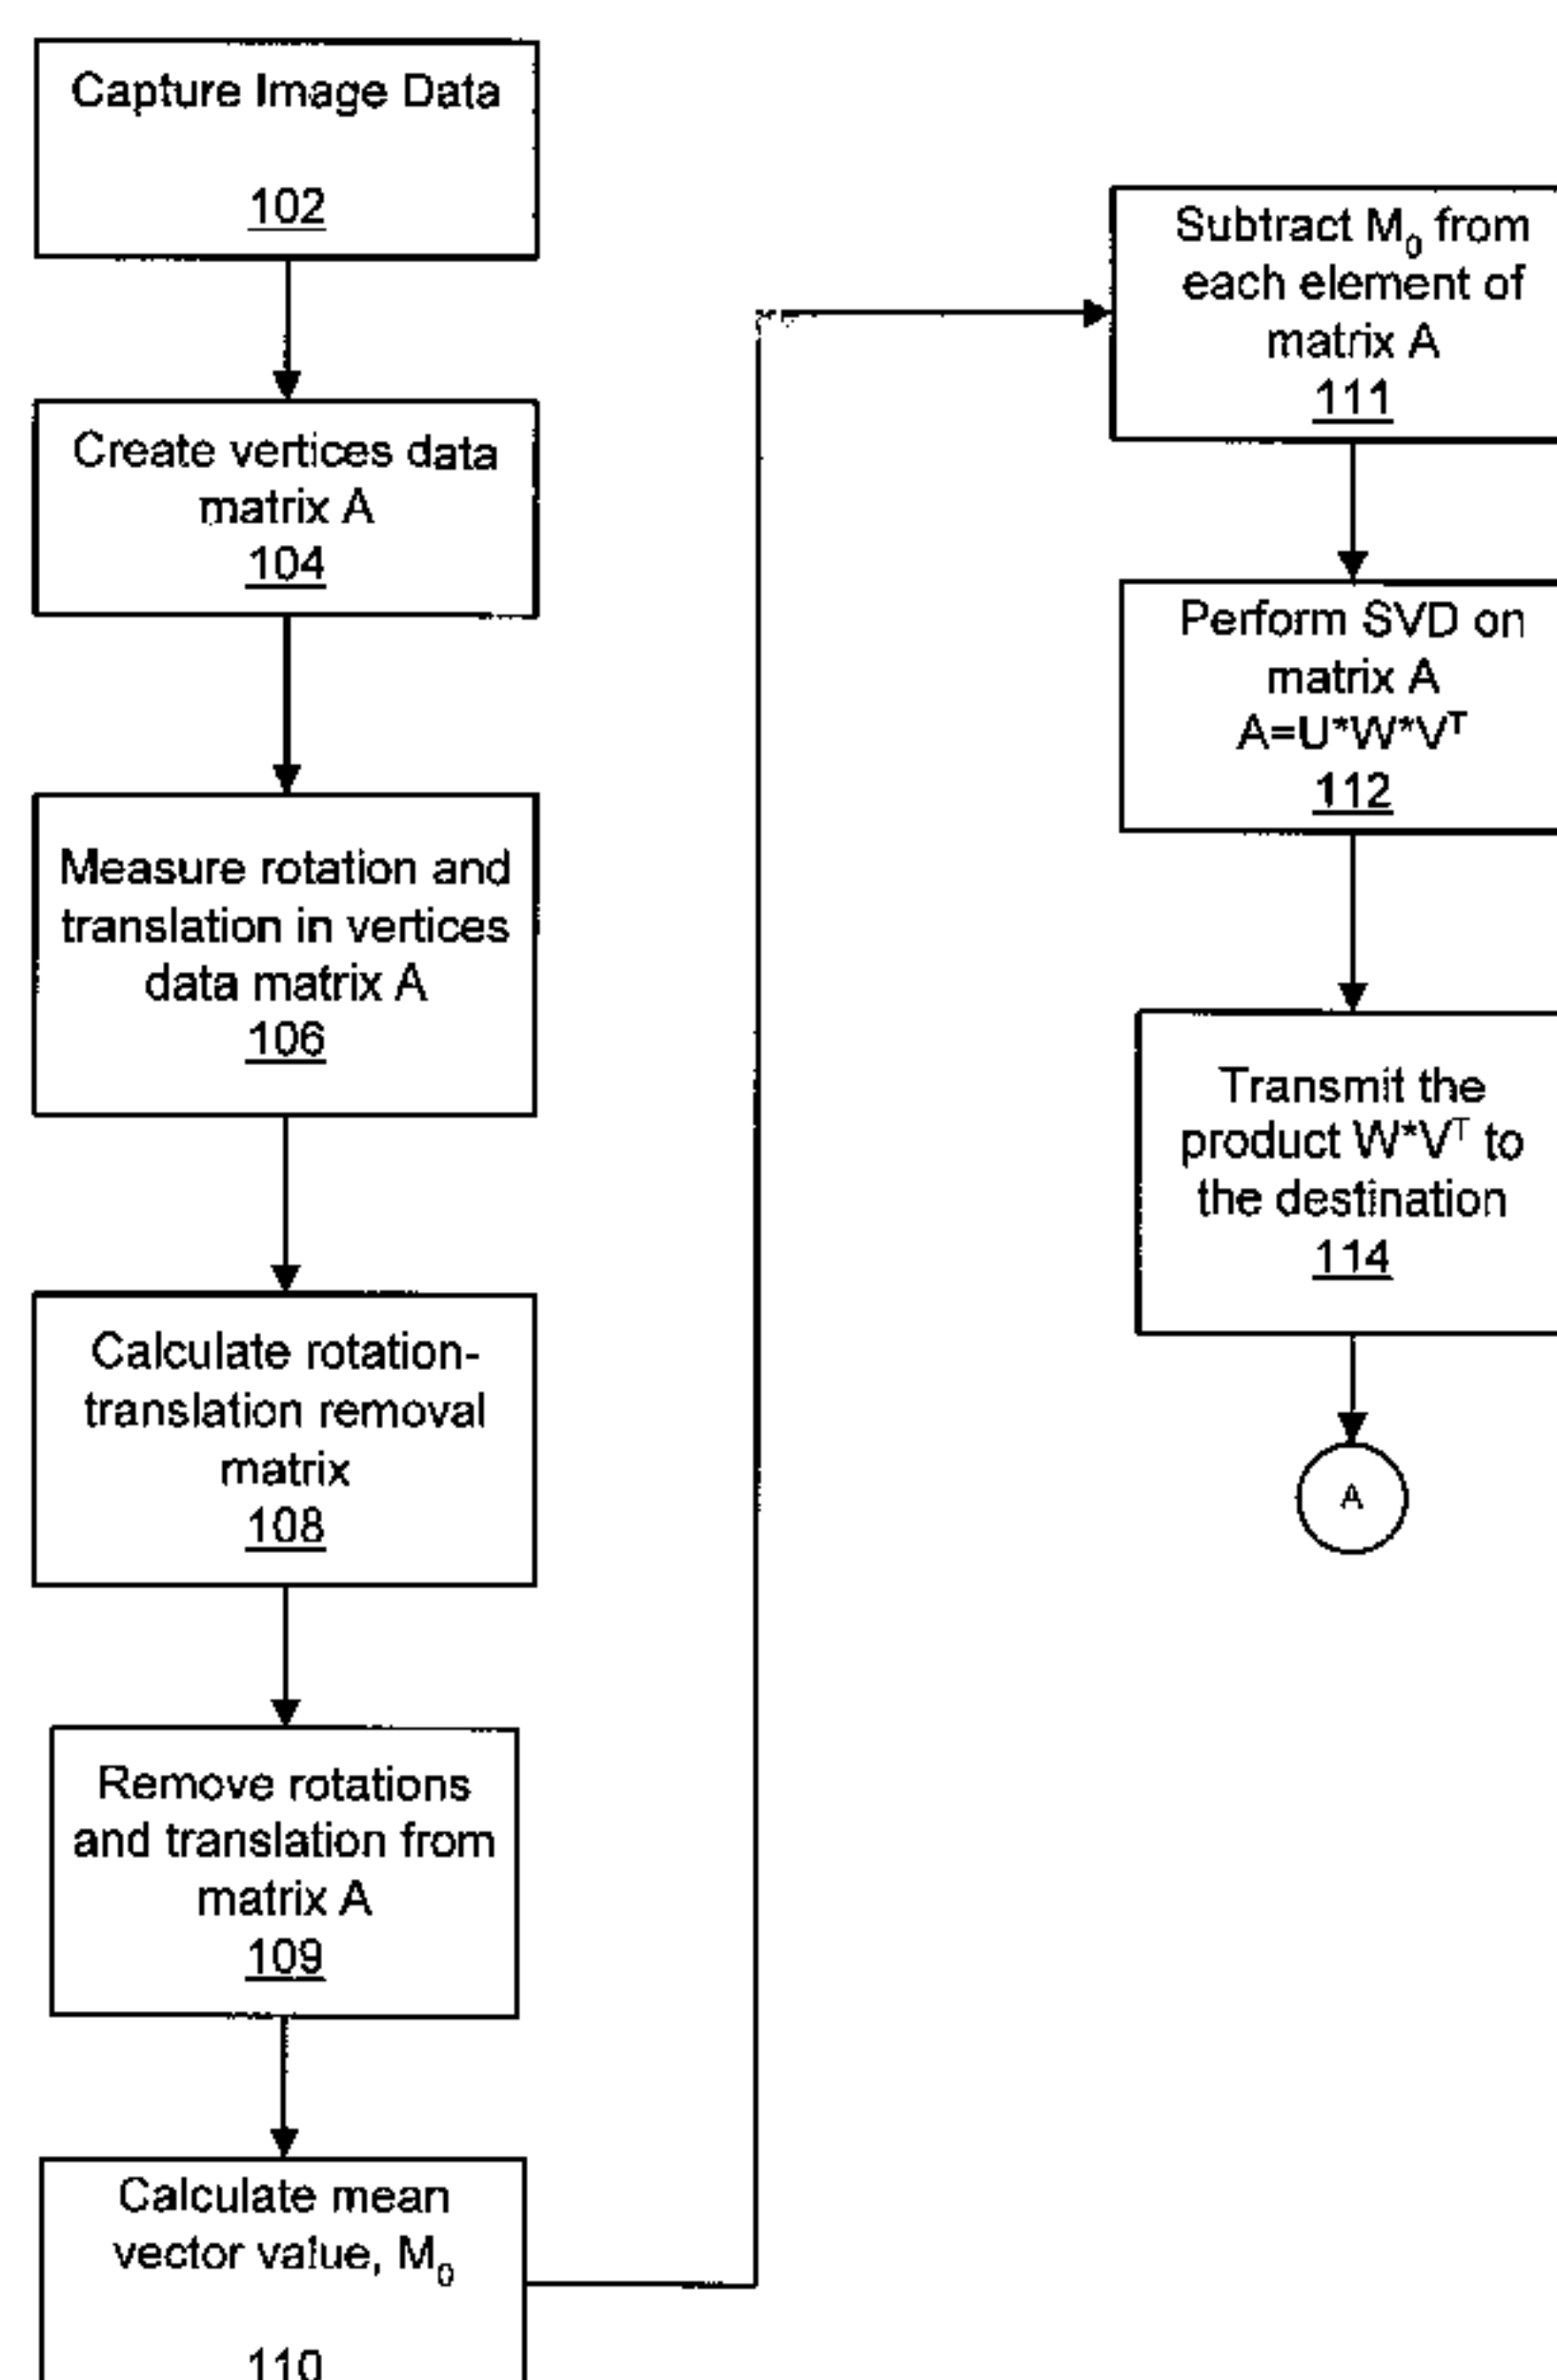 Capture Image Data
102
Create vertices data
matrix A
104
Measure rotation and
translation in vertices
data matrix A
106
Calculate rotation-
translation removal
matrix
108
Remove rotations
and translation from
matrix A
109
Calculate mean
vector value, M₀
110
Subtract M₀ from
each element of
matrix A
111
Perform SVD on
matrix A
A=U*W*Vᵀ
112
Transmit the
product W*Vᵀ to
the destination
114
A